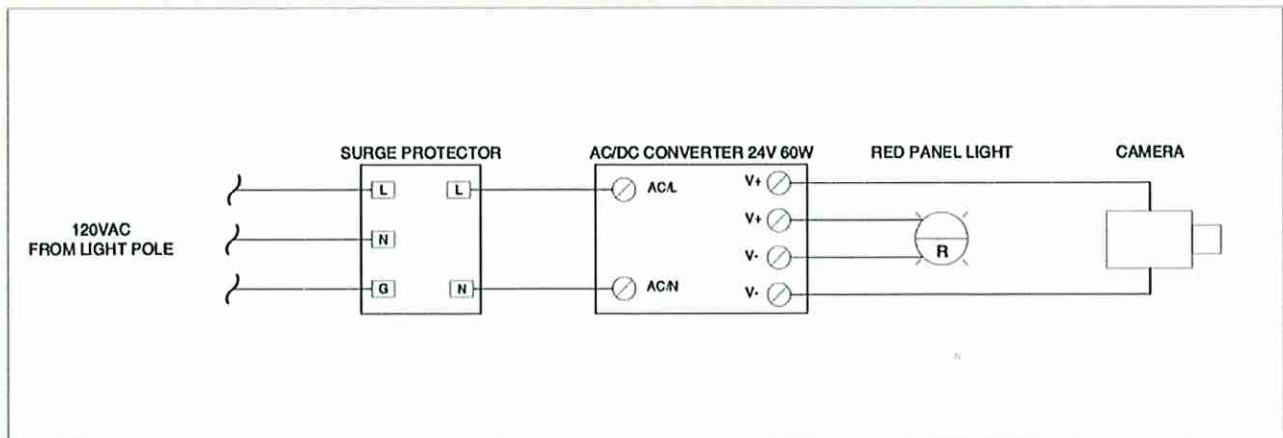 SURGE PROTECTOR
AC/DC CONVERTER 24V 60W
RED PANEL LIGHT
CAMERA
120VAC
FROM LIGHT POLE
L
N
G
L
N
AC/L
AC/N
V+
V+
V-
V-
R